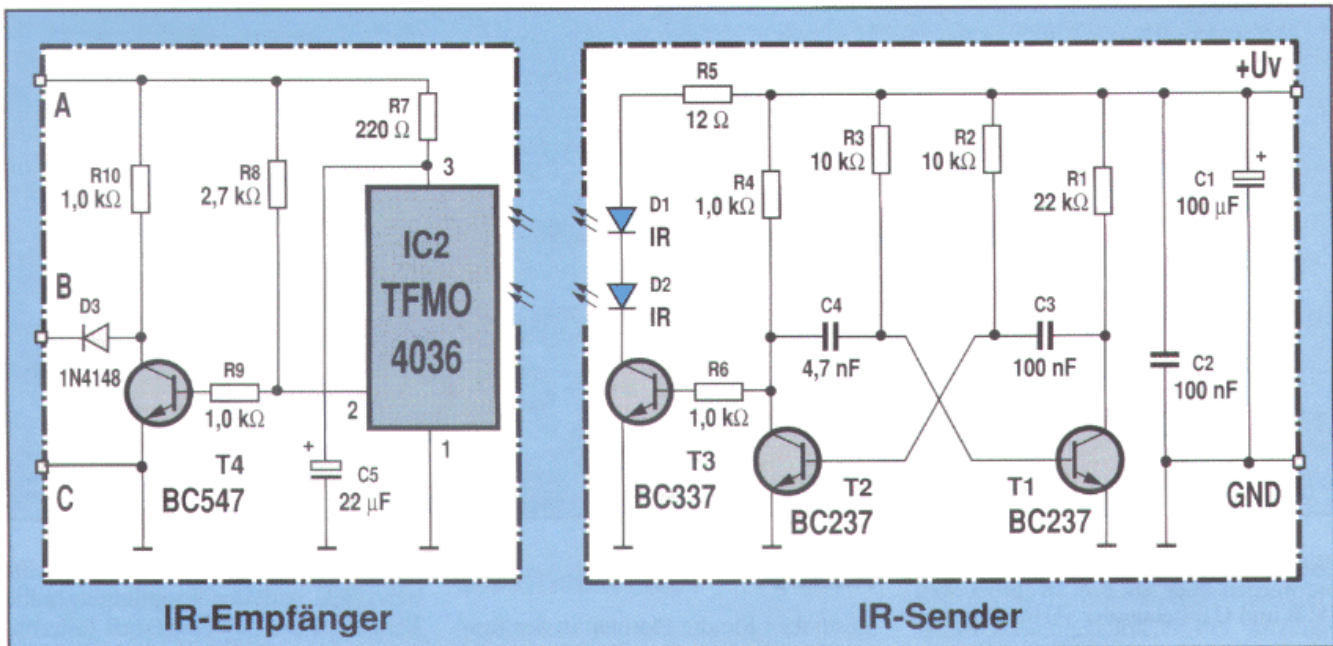 A
R10
1,0 kΩ
R8
2,7 kΩ
R7
220 Ω
3
IC2
TFMO
4036
B
D3
1N4148
R9
1,0 kΩ
2
1
T4
BC547
+
C5
22 µF
C
IR-Empfänger
+Uv
R5
12 Ω
R4
1,0 kΩ
R3
10 kΩ
R2
10 kΩ
R1
22 kΩ
C1
+
100 µF
D1
IR
D2
IR
C4
4,7 nF
C3
100 nF
C2
100 nF
R6
1,0 kΩ
T3
BC337
T2
BC237
T1
BC237
GND
IR-Sender